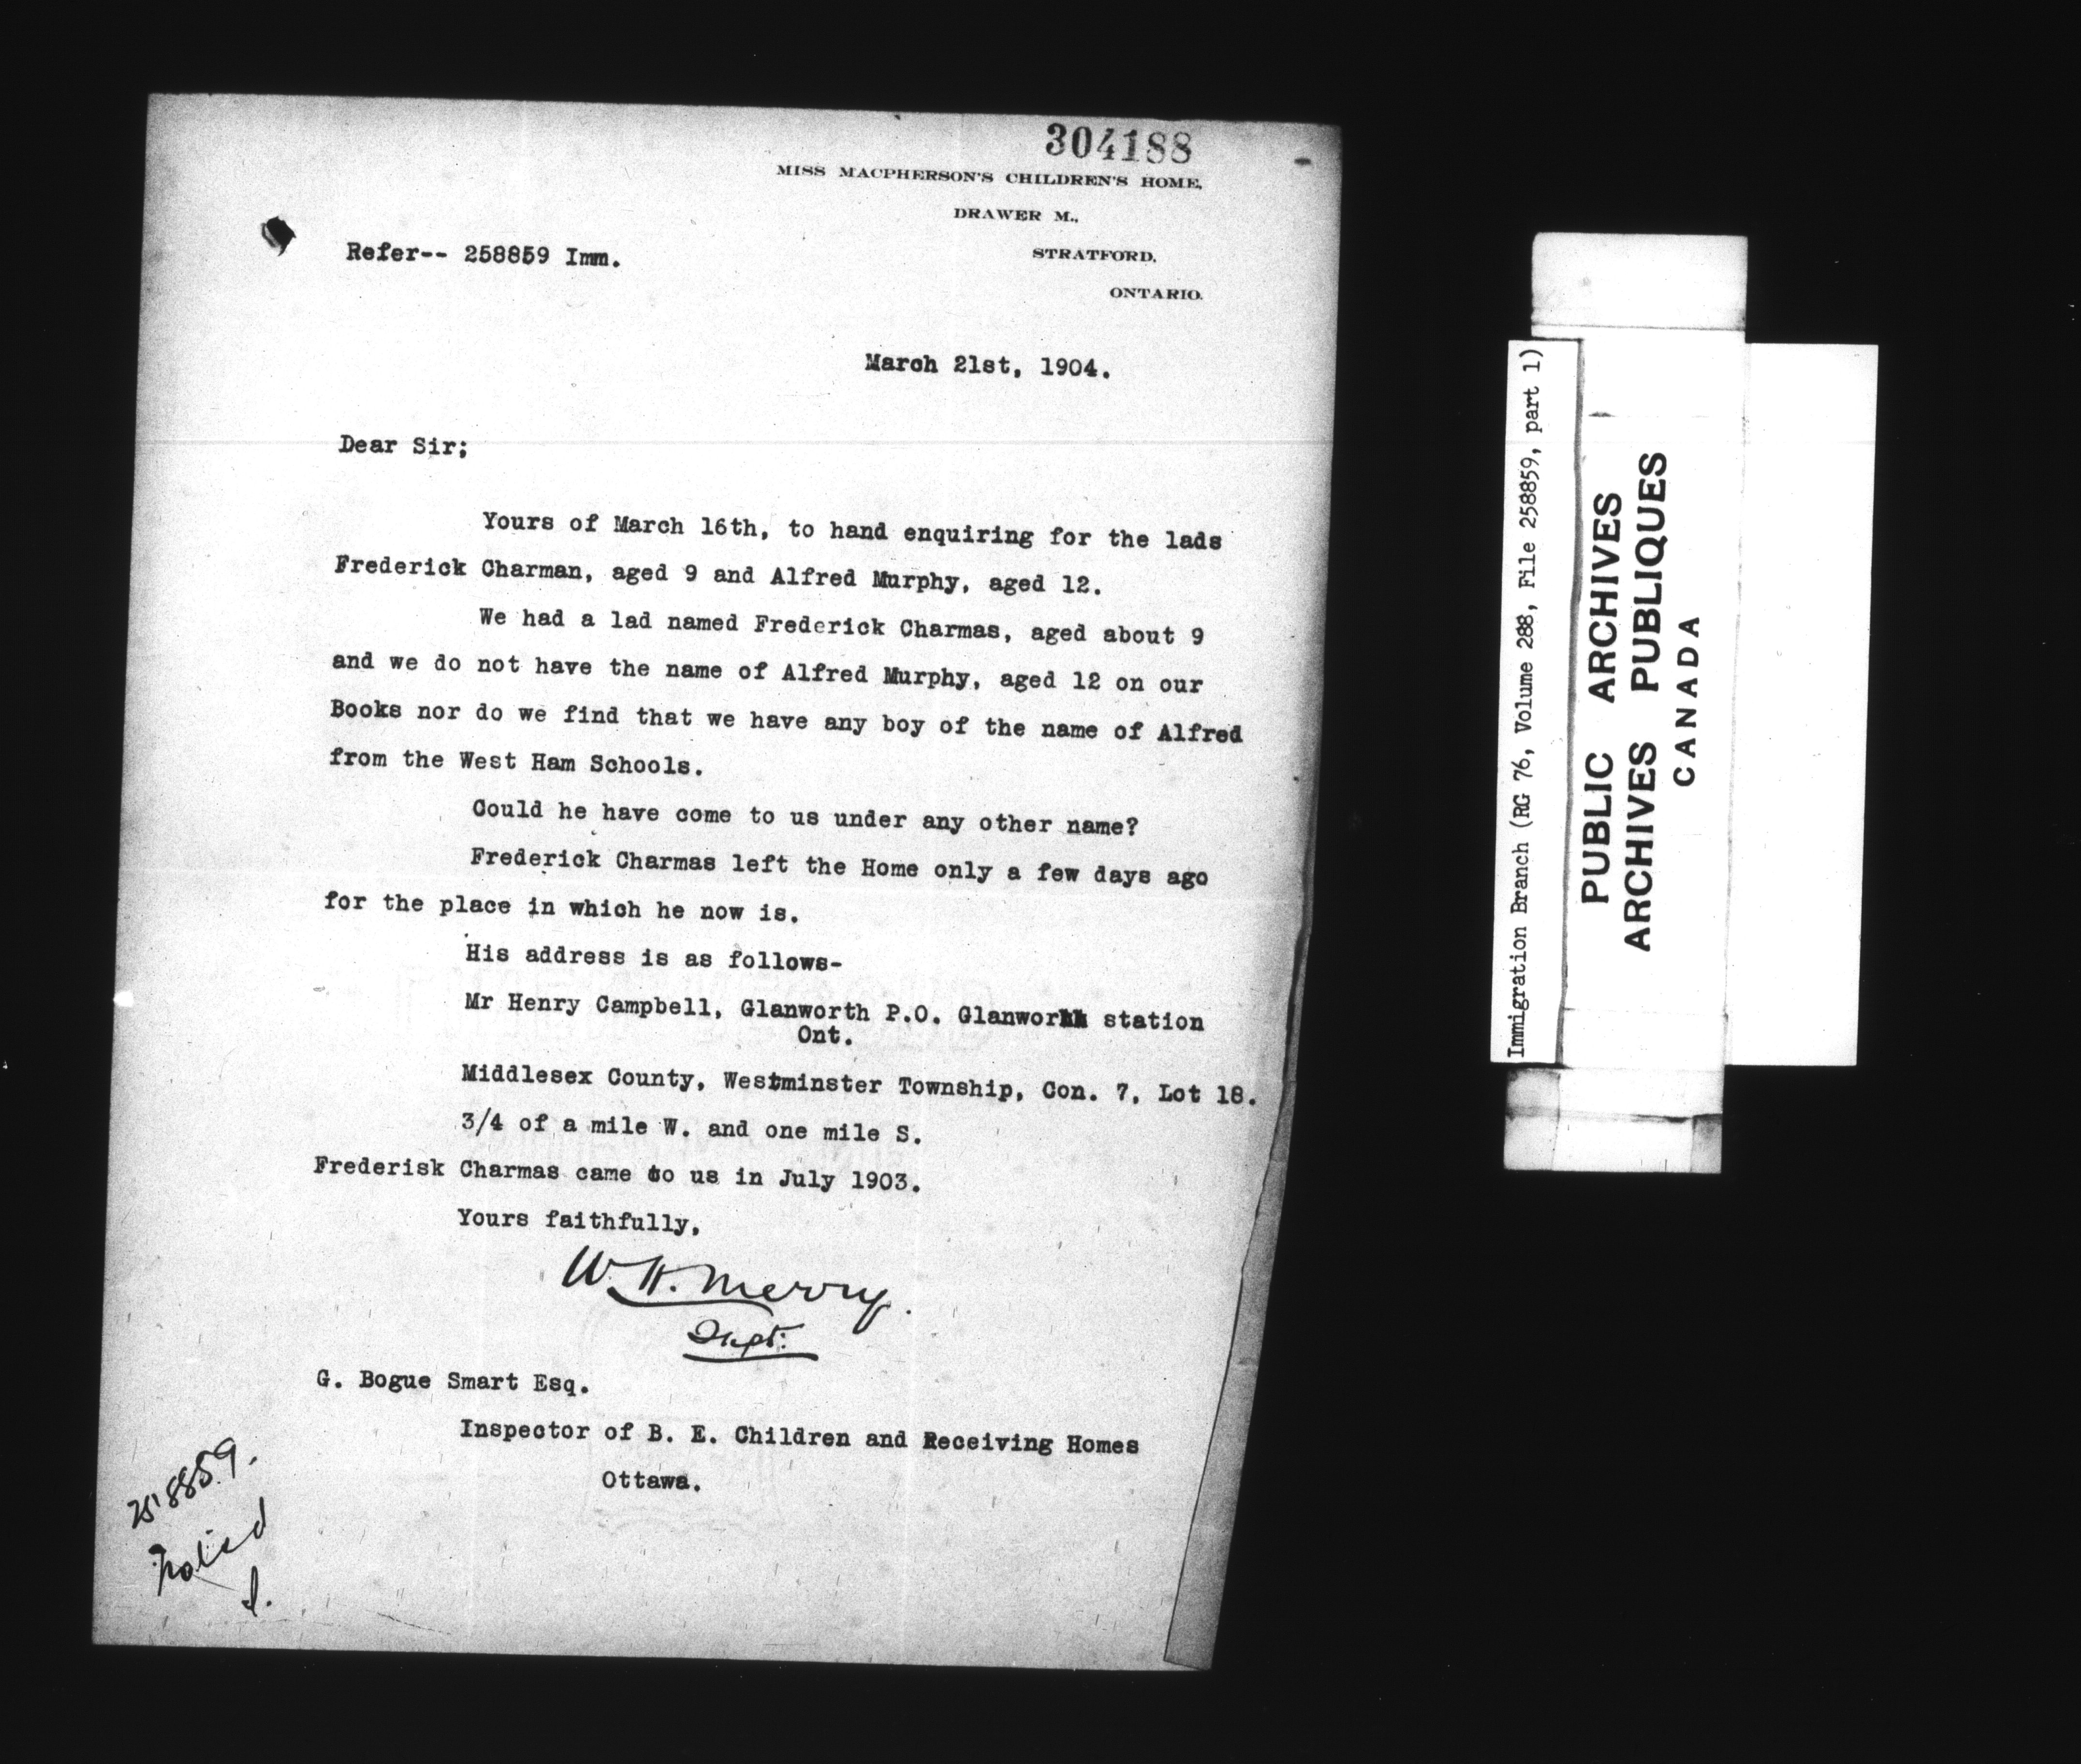 304188
MISS MACPHERSON'S CHILDREN'S HOME,
DRAWER M.,
STRATFORD,
ONTARIO.
Refer-- 258859 Imm.
March 21st, 1904.
Dear Sir;
Yours of March 16th, to hand enquiring for the lads
Frederick Charman, aged 9 and Alfred Murphy, aged 12.
We had a lad named Frederick Charmas, aged about 9
and we do not have the name of Alfred Murphy, aged 12 on our
Books nor do we find that we have any boy of the name of Alfred
from the West Ham Schools.
Could he have come to us under any other name?
Frederick Charmas left the Home only a few days ago
for the place in which he now is.
His address is as follows-
Mr Henry Campbell, Glanworth P.O. Glanworth station
Ont.
Middlesex County, Westminster Township, Con. 7, Lot 18.
3/4 of a mile W. and one mile S.
Frederisk Charmas came to us in July 1903.
Yours faithfully,
W. H. Merry.
Supt:
G. Bogue Smart Esq.
Inspector of B. E. Children and Receiving Homes
Ottawa.
258859.
Noted
Immigration Branch (RG 76, Volume 288, File 258859, part 1)
PUBLIC ARCHIVES
ARCHIVES PUBLIQUES
CANADA